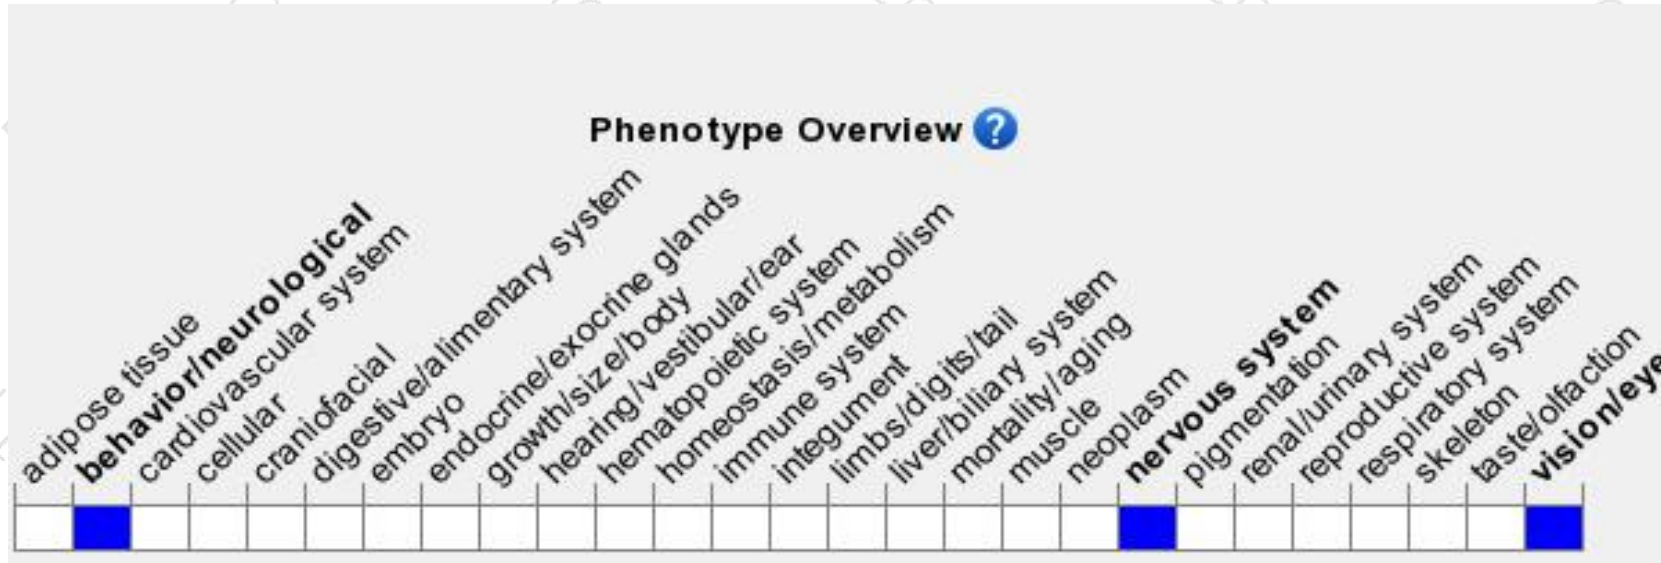 Phenotype Overview ?
adipose tissue
behavior/neurological
cardiovascular system
cellular
craniofacial
digestive/alimentary system
embryo
endocrine/exocrine glands
growth/size/body
hearing/vestibular/ear
hematopoietic system
homeostasis/metabolism
immune system
integument
limbs/digits/tail
liver/biliary system
mortality/aging
muscle
neoplasm
nervous system
pigmentation
renal/urinary system
reproductive system
respiratory system
skeleton
taste/olfaction
vision/eye